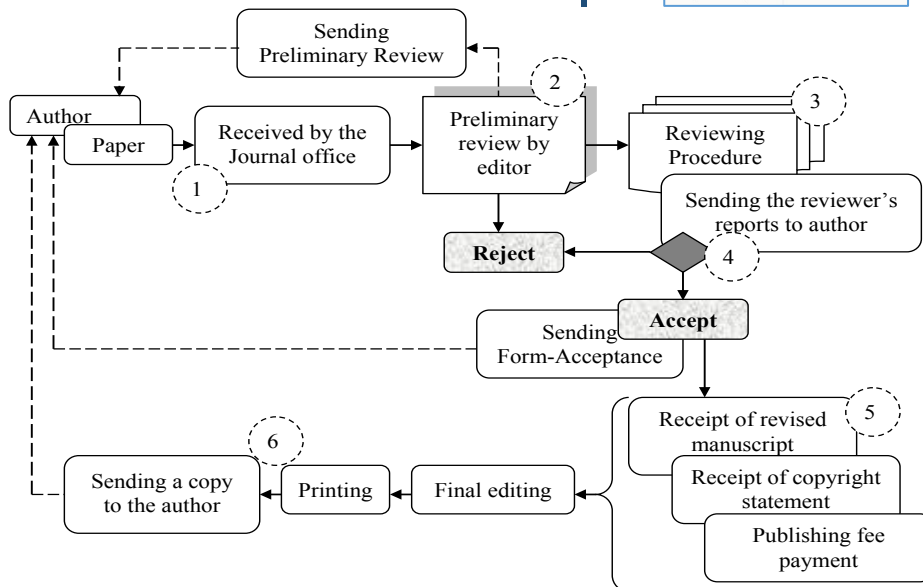 Sending
Preliminary Review
2
3
Author
Paper
Received by the
Journal office
1
Preliminary
review by
editor
Reviewing
Procedure
Sending the reviewer's
reports to author
4
Reject
Accept
Sending
Form-Acceptance
Receipt of revised
manuscript
5
Receipt of copyright
statement
Publishing fee
payment
Final editing
Printing
6
Sending a copy
to the author